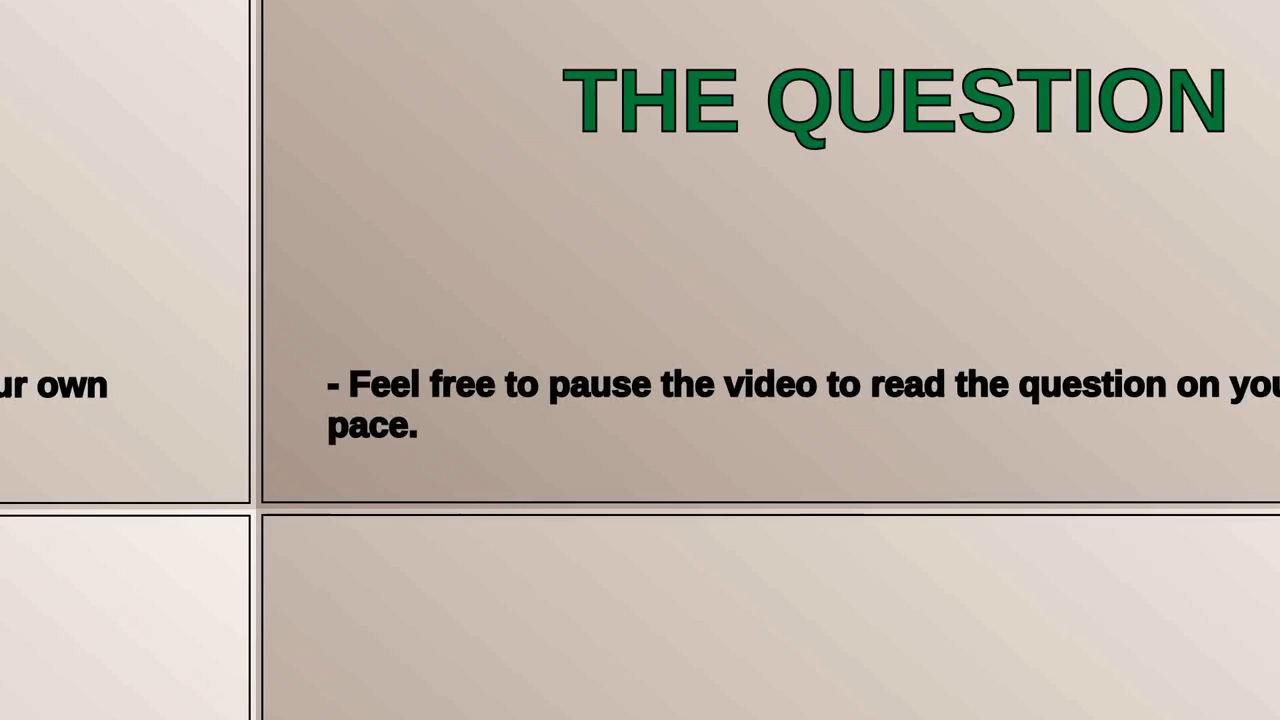 THE QUESTION
ur own
- Feel free to pause the video to read the question on you
pace.